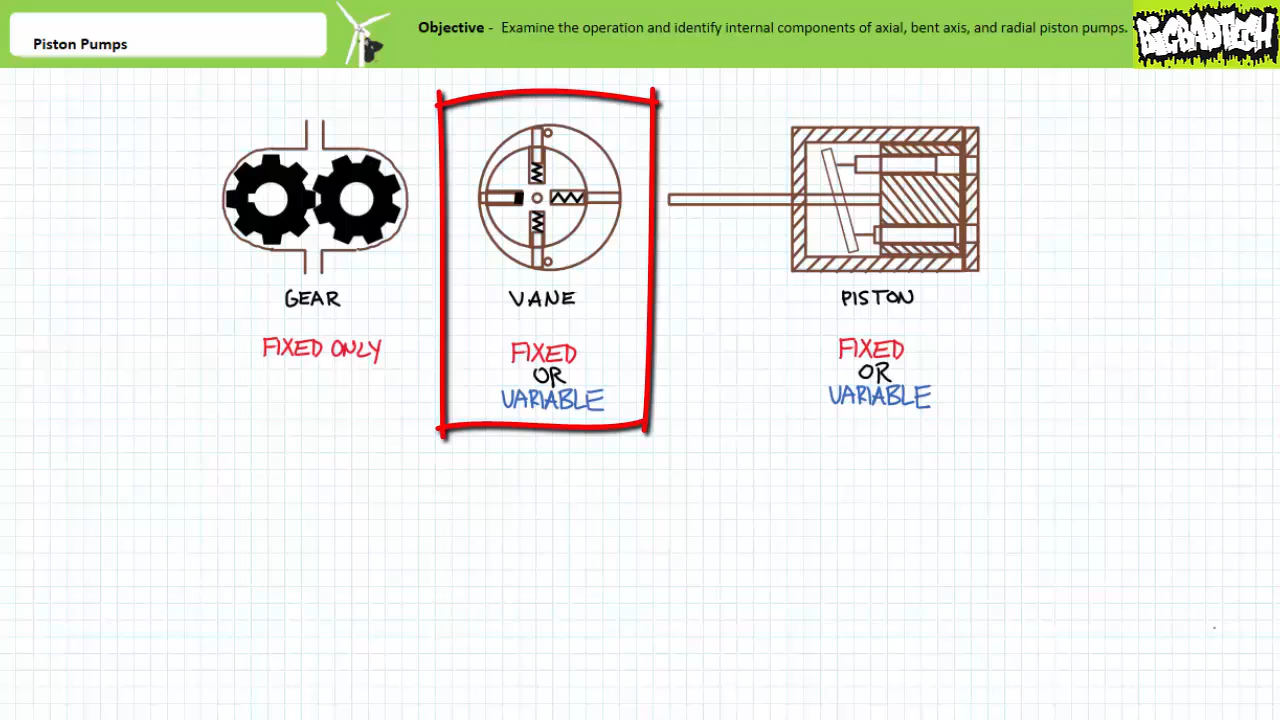 Piston Pumps
Objective - Examine the operation and identify internal components of axial, bent axis, and radial piston pumps.
BIGBADTECH
GEAR
VANE
PISTON
FIXED ONLY
FIXED
OR
VARIABLE
FIXED
OR
VARIABLE